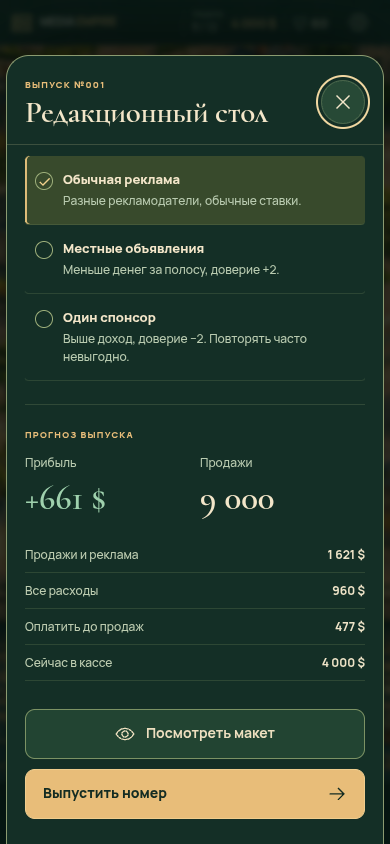 ВЫПУСК №001
Редакционный стол
Обычная реклама
Разные рекламодатели, обычные ставки.
Местные объявления
Меньше денег за полосу, доверие +2.
Один спонсор
Выше доход, доверие −2. Повторять часто
невыгодно.
ПРОГНОЗ ВЫПУСКА
Прибыль
Продажи
+661 $
9 000
Продажи и реклама
1 621 $
Все расходы
960 $
Оплатить до продаж
477 $
Сейчас в кассе
4 000 $
Посмотреть макет
Выпустить номер